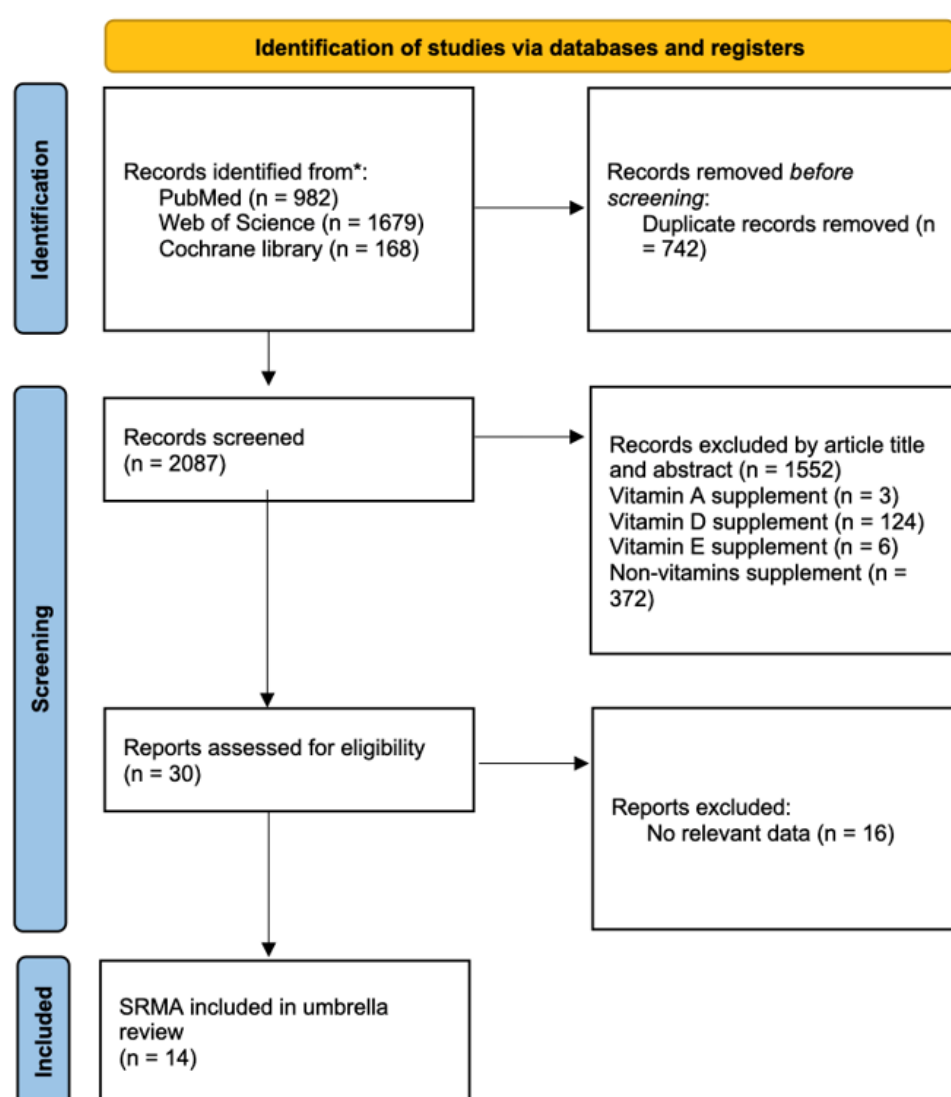 Identification of studies via databases and registers
Identification
Records identified from*:
PubMed (n = 982)
Web of Science (n = 1679)
Cochrane library (n = 168)
Records removed before
screening:
Duplicate records removed (n
= 742)
Screening
Records screened
(n = 2087)
Records excluded by article title
and abstract (n = 1552)
Vitamin A supplement (n = 3)
Vitamin D supplement (n = 124)
Vitamin E supplement (n = 6)
Non-vitamins supplement (n =
372)
Reports assessed for eligibility
(n = 30)
Reports excluded:
No relevant data (n = 16)
Included
SRMA included in umbrella
review
(n = 14)